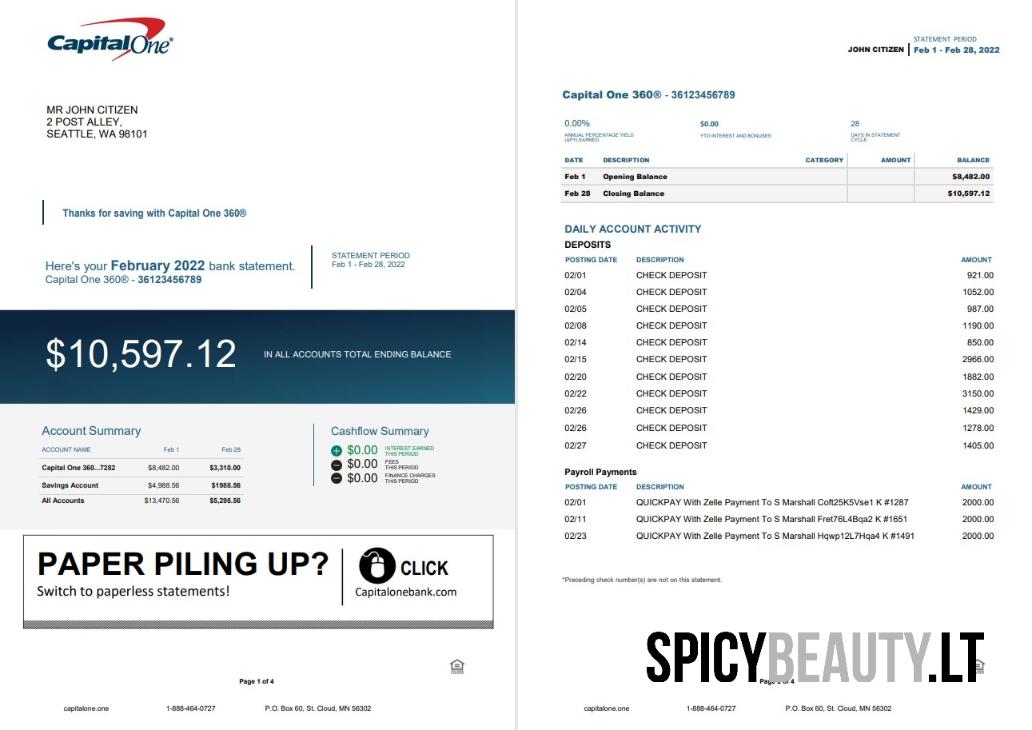 CapitalOne®
MR JOHN CITIZEN
2 POST ALLEY,
SEATTLE, WA 98101
Thanks for saving with Capital One 360®
Here's your February 2022 bank statement.
Capital One 360® - 36123456789
STATEMENT PERIOD
Feb 1 - Feb 28, 2022
$10,597.12 IN ALL ACCOUNTS TOTAL ENDING BALANCE
Account Summary
ACCOUNT NAME Feb 1 Feb 28
Capital One 360...7282 $8,482.00 $3,310.00
Savings Account $4,988.56 $1988.56
All Accounts $13,470.56 $5,298.56
Cashflow Summary
+ $0.00 INTEREST EARNED THIS PERIOD
– $0.00 FEES THIS PERIOD
– $0.00 FINANCE CHARGES THIS PERIOD
PAPER PILING UP?
Switch to paperless statements!
CLICK
Capitalonebank.com
Page 1 of 4
capitalone.one 1-888-464-0727 P.O. Box 60, St. Cloud, MN 56302
JOHN CITIZEN
STATEMENT PERIOD
Feb 1 - Feb 28, 2022
Capital One 360® - 36123456789
0.00% $0.00 28
ANNUAL PERCENTAGE YIELD (APY) EARNED
YTD INTEREST AND BONUSES
DAYS IN STATEMENT CYCLE
DATE DESCRIPTION CATEGORY AMOUNT BALANCE
Feb 1 Opening Balance $8,482.00
Feb 28 Closing Balance $10,597.12
DAILY ACCOUNT ACTIVITY
DEPOSITS
POSTING DATE DESCRIPTION AMOUNT
02/01 CHECK DEPOSIT 921.00
02/04 CHECK DEPOSIT 1052.00
02/05 CHECK DEPOSIT 987.00
02/08 CHECK DEPOSIT 1190.00
02/14 CHECK DEPOSIT 850.00
02/15 CHECK DEPOSIT 2966.00
02/20 CHECK DEPOSIT 1882.00
02/22 CHECK DEPOSIT 3150.00
02/26 CHECK DEPOSIT 1429.00
02/26 CHECK DEPOSIT 1278.00
02/27 CHECK DEPOSIT 1405.00
Payroll Payments
POSTING DATE DESCRIPTION AMOUNT
02/01 QUICKPAY With Zelle Payment To S Marshall Coft25K5Vse1 K #1287 2000.00
02/11 QUICKPAY With Zelle Payment To S Marshall Fret76L4Bqa2 K #1651 2000.00
02/23 QUICKPAY With Zelle Payment To S Marshall Hqwp12L7Hqa4 K #1491 2000.00
*Preceding check number(s) are not on this statement.
SPICYBEAUTY.LT
capitalone.one 1-888-464-0727 P.O. Box 60, St. Cloud, MN 56302